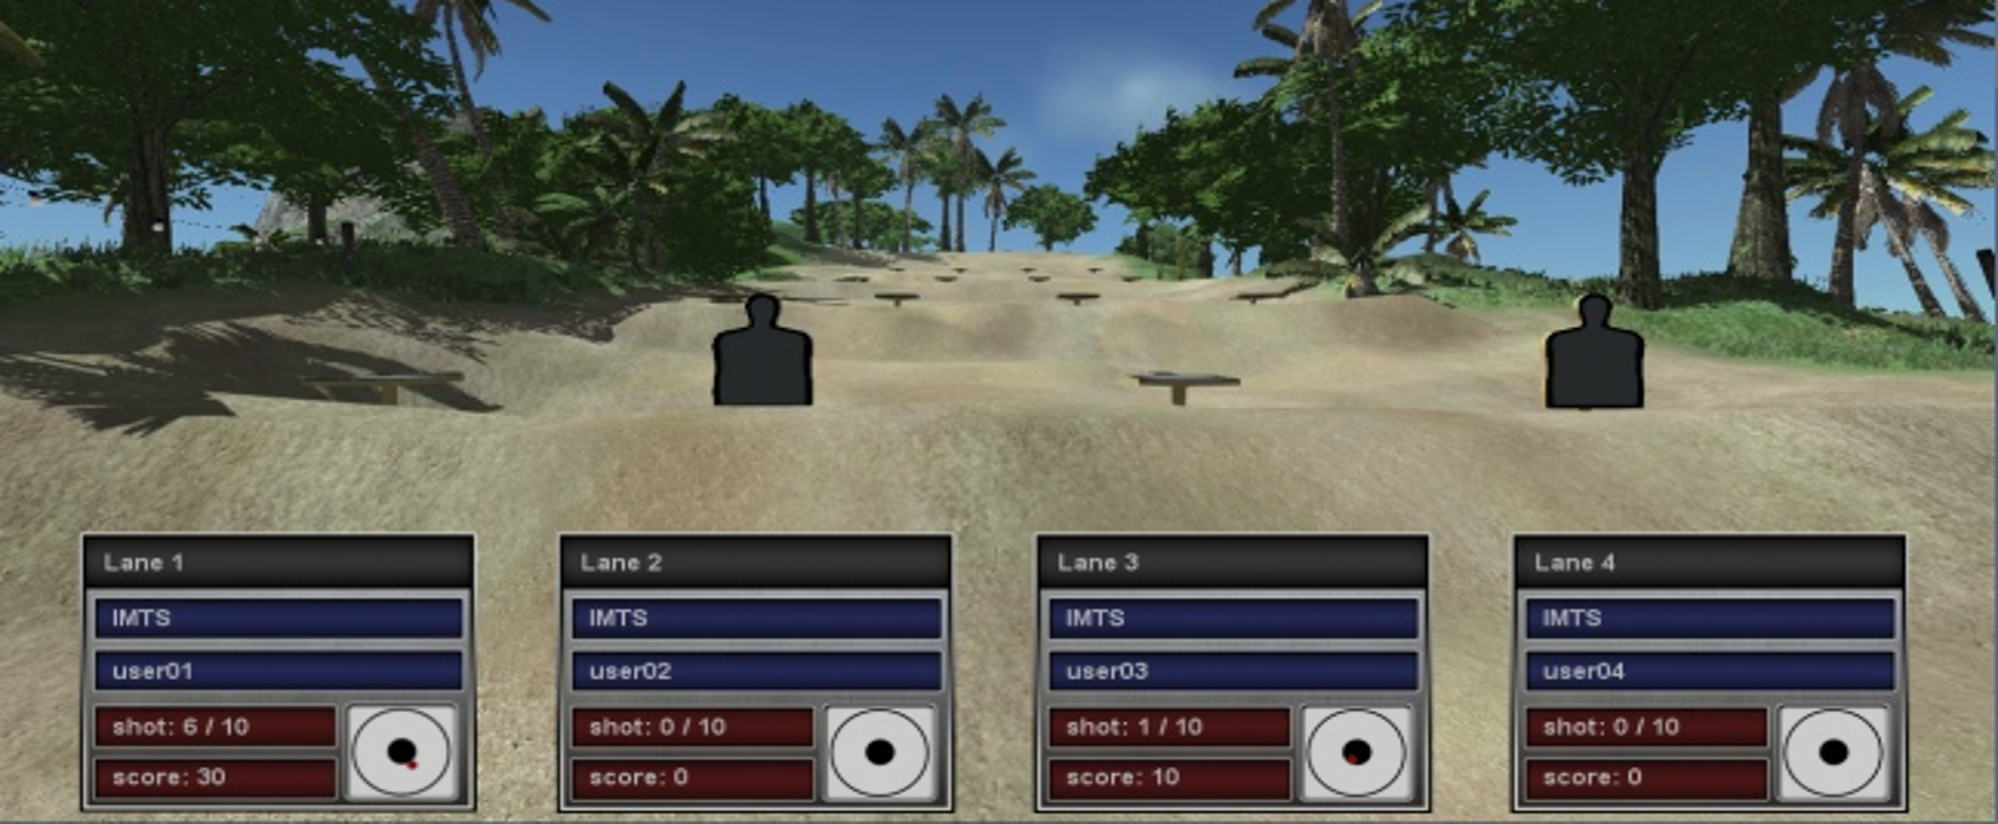 Lane 1
IMTS
user01
shot: 6 / 10
score: 30
Lane 2
IMTS
user02
shot: 0 / 10
score: 0
Lane 3
IMTS
user03
shot: 1 / 10
score: 10
Lane 4
IMTS
user04
shot: 0 / 10
score: 0